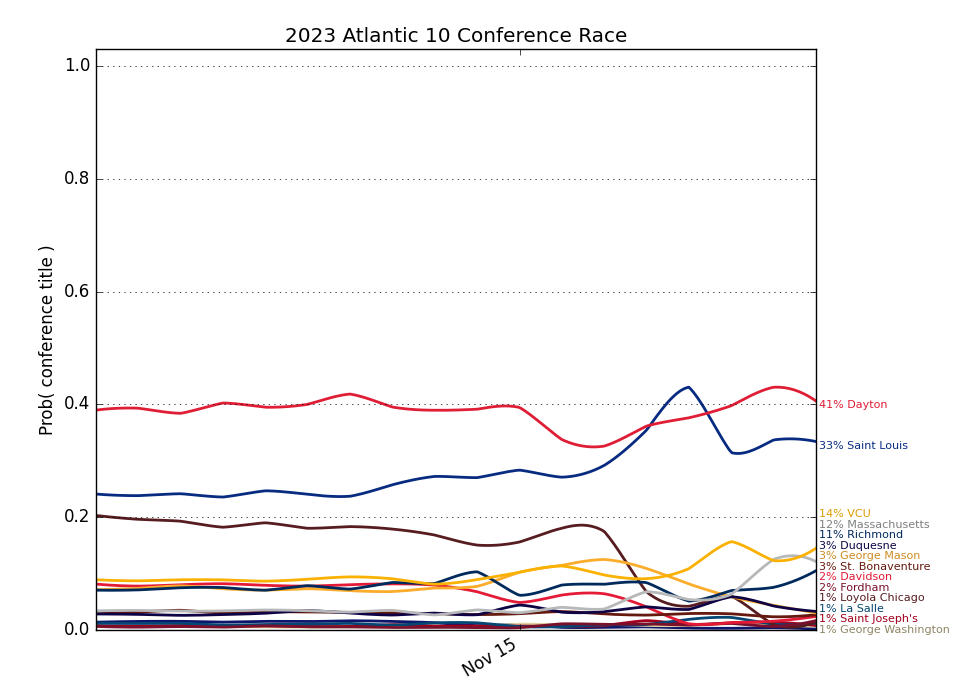 2023 Atlantic 10 Conference Race
Prob( conference title )
1.0
0.8
0.6
0.4
0.2
0.0
Nov 15
41% Dayton
33% Saint Louis
14% VCU
12% Massachusetts
11% Richmond
3% Duquesne
3% George Mason
3% St. Bonaventure
2% Davidson
2% Fordham
1% Loyola Chicago
1% La Salle
1% Saint Joseph's
1% George Washington